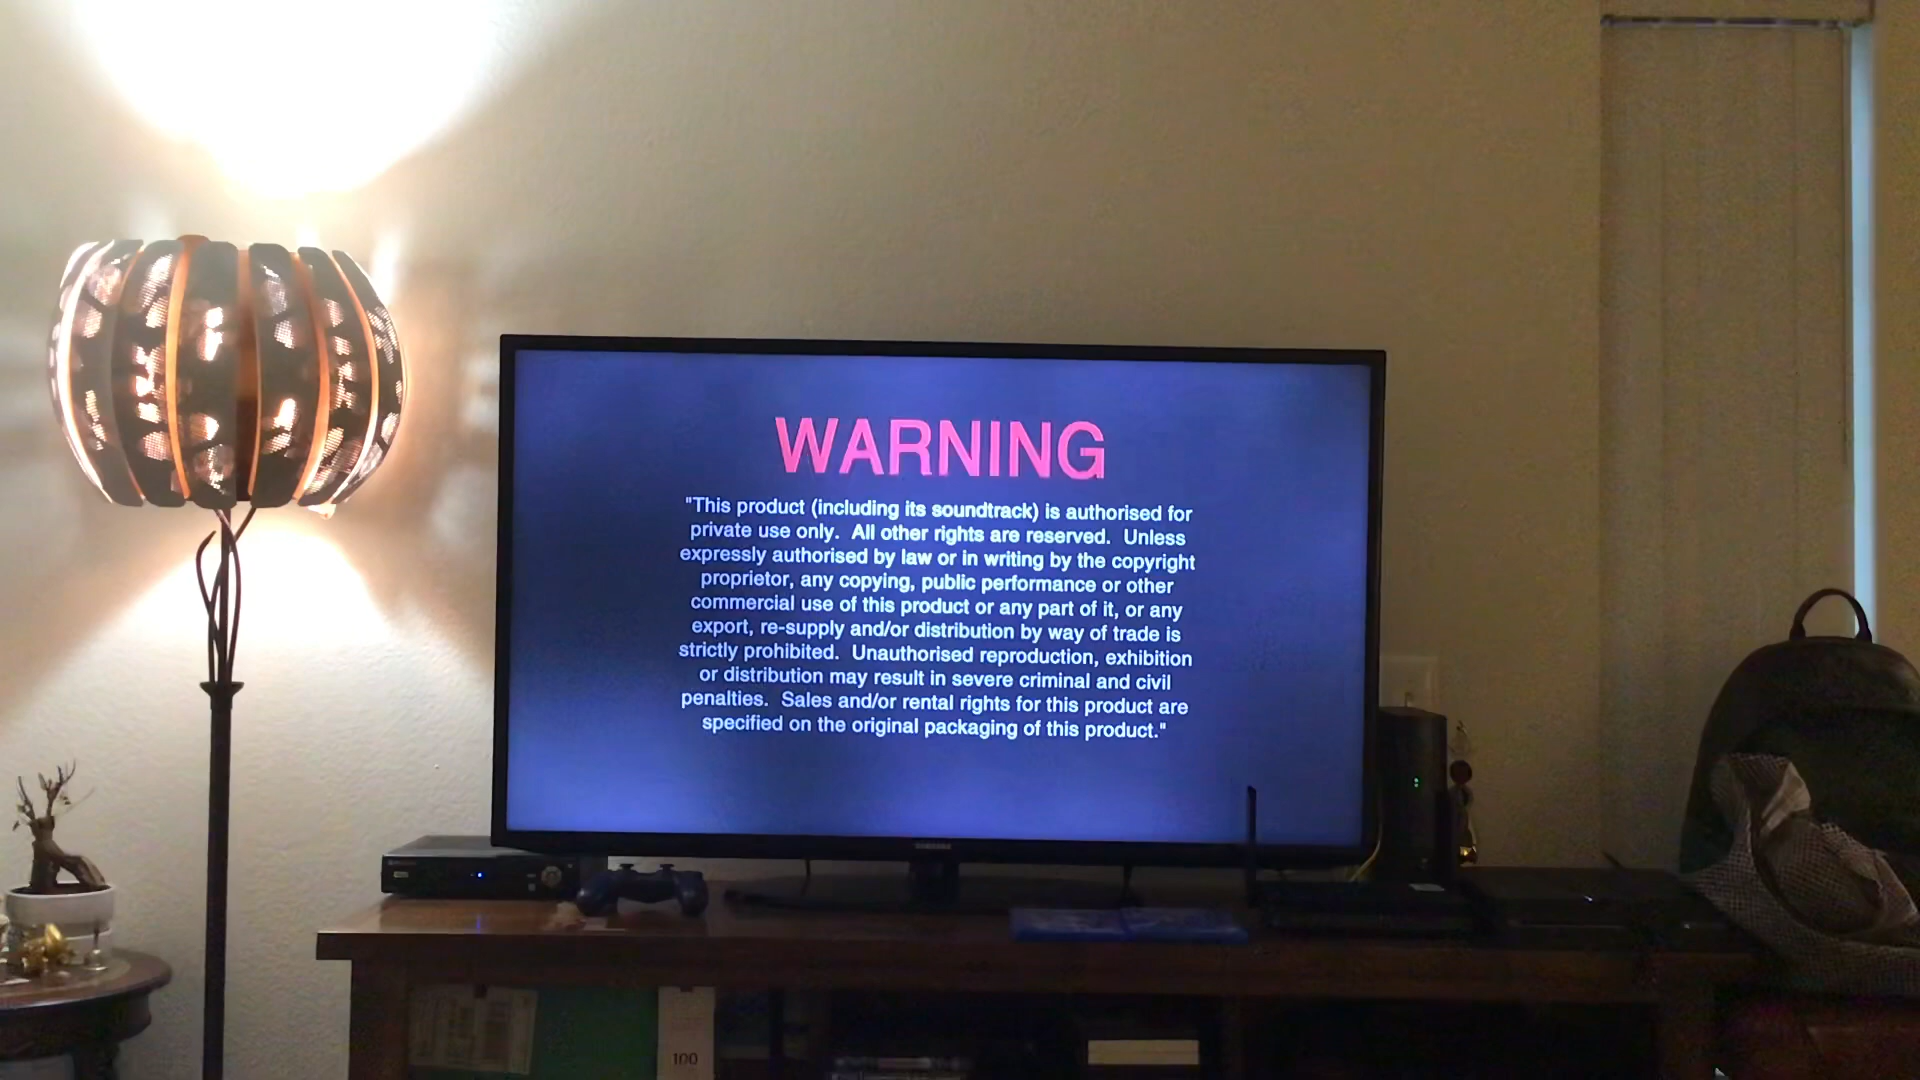 WARNING
"This product (including its soundtrack) is authorised for
private use only. All other rights are reserved. Unless
expressly authorised by law or in writing by the copyright
proprietor, any copying, public performance or other
commercial use of this product or any part of it, or any
export, re-supply and/or distribution by way of trade is
strictly prohibited. Unauthorised reproduction, exhibition
or distribution may result in severe criminal and civil
penalties. Sales and/or rental rights for this product are
specified on the original packaging of this product."
SAMSUNG
100